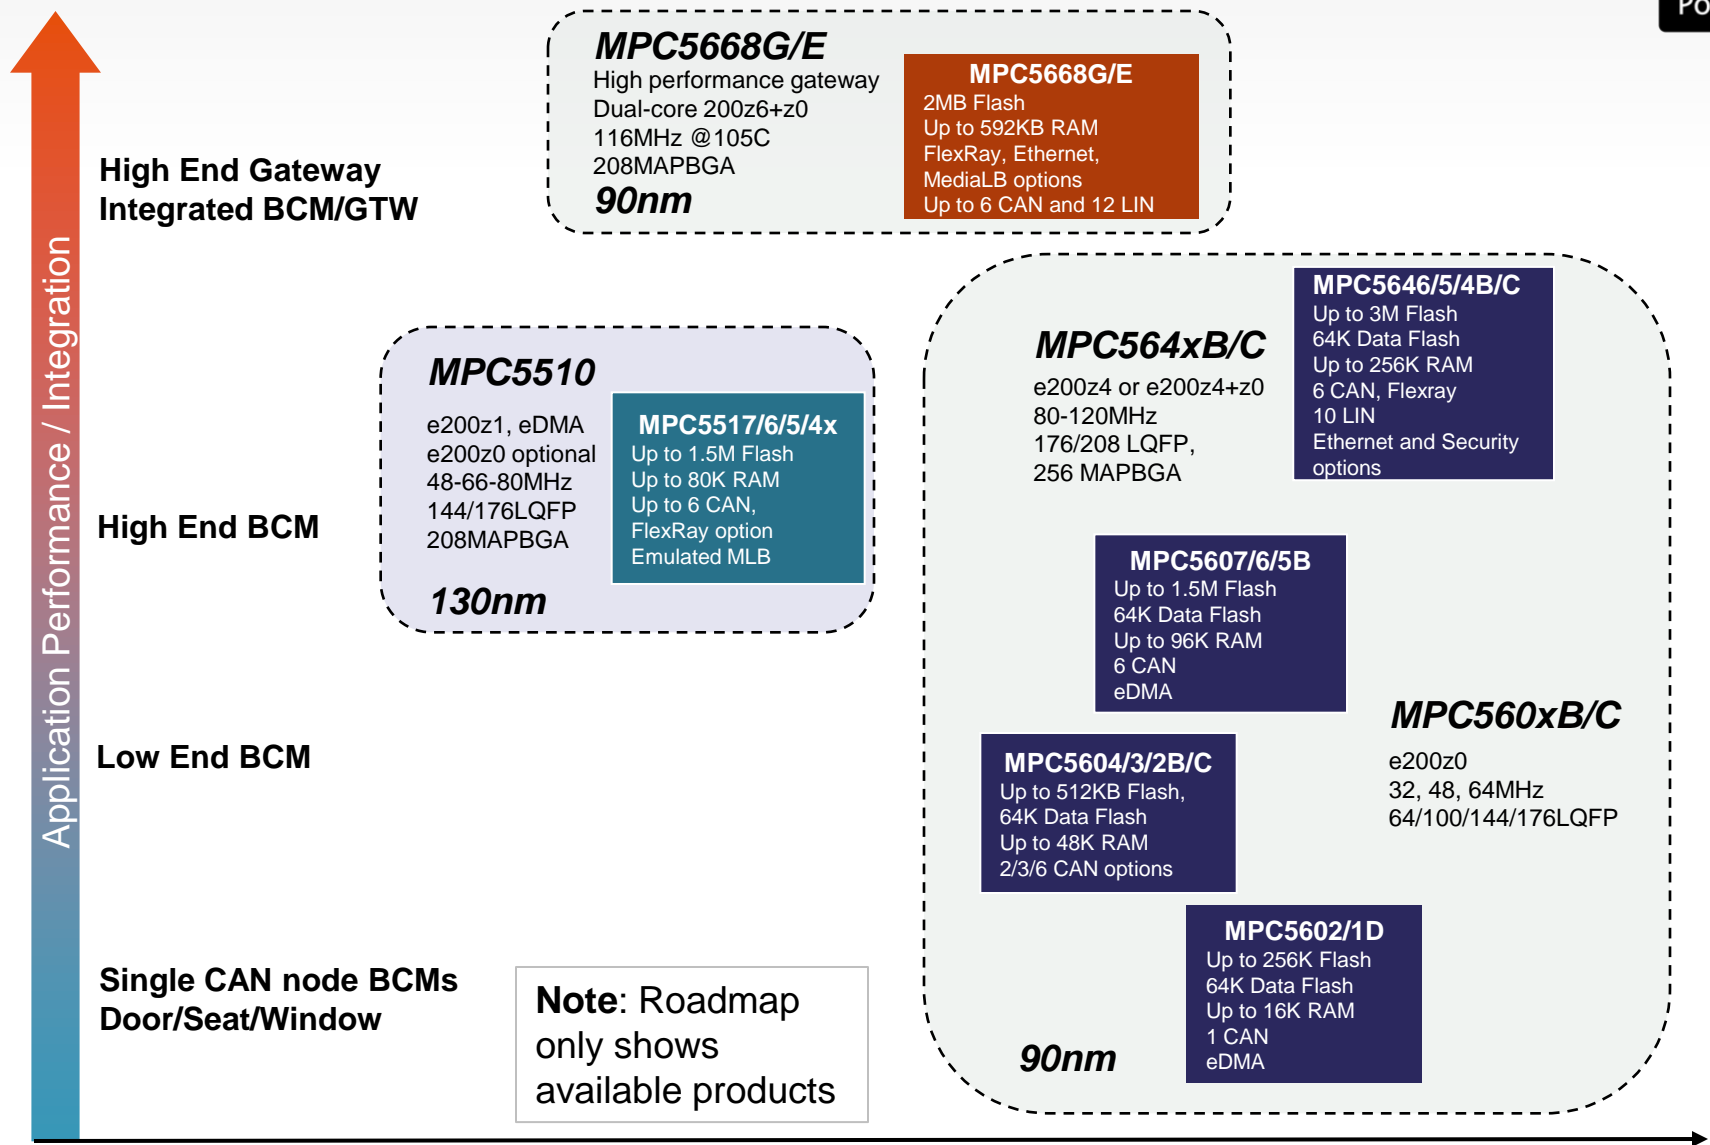 Application Performance / Integration
High End Gateway
Integrated BCM/GTW
High End BCM
Low End BCM
Single CAN node BCMs
Door/Seat/Window
MPC5668G/E
High performance gateway
Dual-core 200z6+z0
116MHz @105C
208MAPBGA
90nm
MPC5668G/E
2MB Flash
Up to 592KB RAM
FlexRay, Ethernet,
MediaLB options
Up to 6 CAN and 12 LIN
MPC5510
e200z1, eDMA
e200z0 optional
48-66-80MHz
144/176LQFP
208MAPBGA
130nm
MPC5517/6/5/4x
Up to 1.5M Flash
Up to 80K RAM
Up to 6 CAN,
FlexRay option
Emulated MLB
MPC564xB/C
e200z4 or e200z4+z0
80-120MHz
176/208 LQFP,
256 MAPBGA
MPC5646/5/4B/C
Up to 3M Flash
64K Data Flash
Up to 256K RAM
6 CAN, Flexray
10 LIN
Ethernet and Security
options
MPC5607/6/5B
Up to 1.5M Flash
64K Data Flash
Up to 96K RAM
6 CAN
eDMA
MPC560xB/C
e200z0
32, 48, 64MHz
64/100/144/176LQFP
MPC5604/3/2B/C
Up to 512KB Flash,
64K Data Flash
Up to 48K RAM
2/3/6 CAN options
MPC5602/1D
Up to 256K Flash
64K Data Flash
Up to 16K RAM
1 CAN
eDMA
90nm
Note: Roadmap
only shows
available products